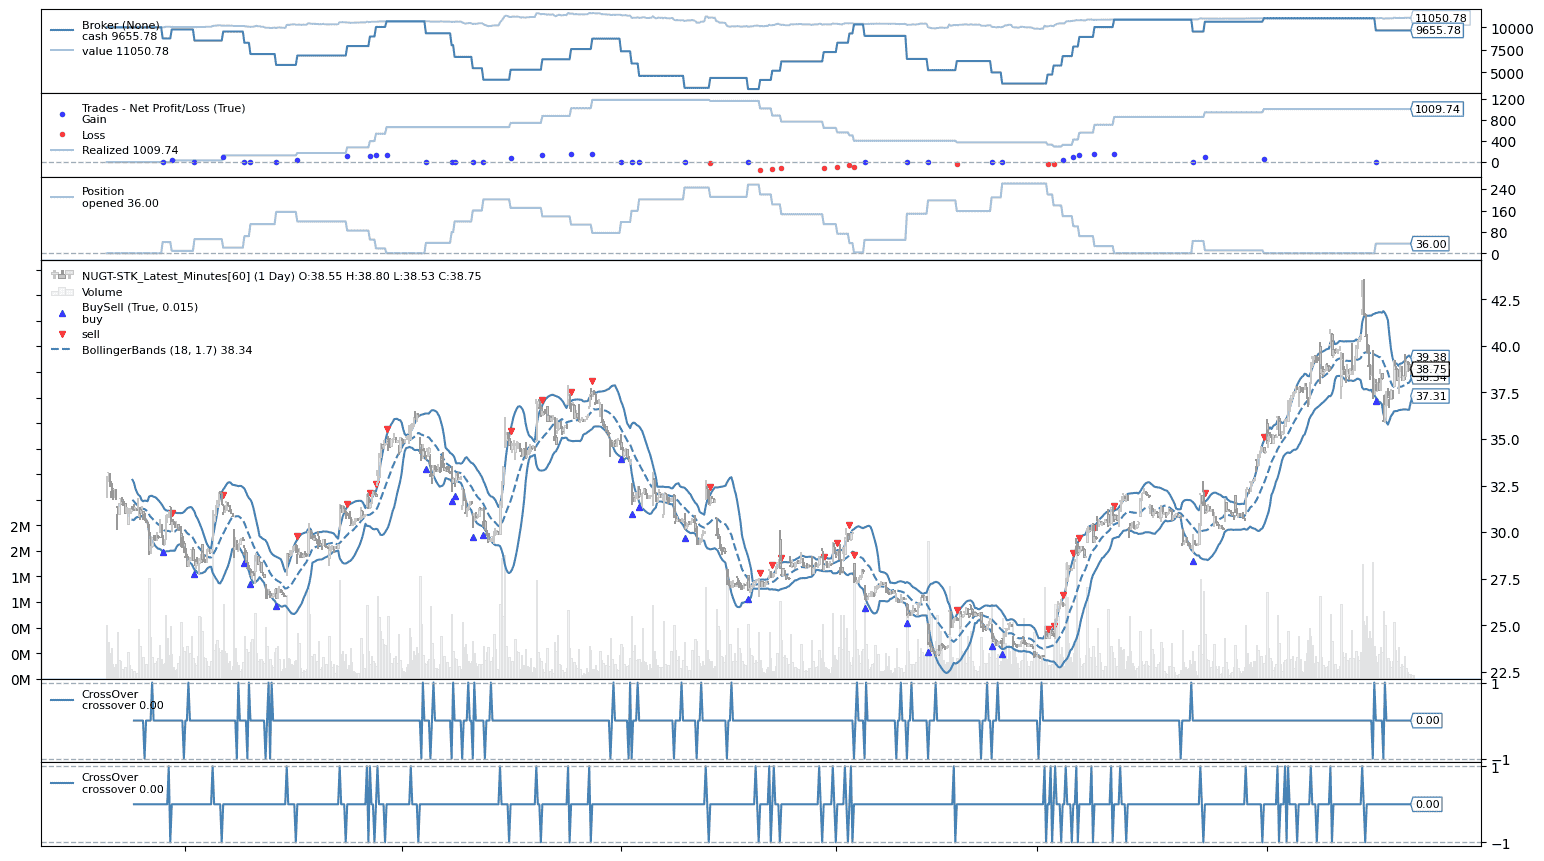 Broker (None)
cash 9655.78
value 11050.78
11050.78
9655.78
10000
7500
5000
Trades - Net Profit/Loss (True)
Gain
Loss
Realized 1009.74
1009.74
1200
800
400
0
Position
opened 36.00
36.00
240
160
80
0
NUGT-STK_Latest_Minutes[60] (1 Day) O:38.55 H:38.80 L:38.53 C:38.75
Volume
BuySell (True, 0.015)
buy
sell
BollingerBands (18, 1.7) 38.34
39.38
38.75
38.34
37.31
42.5
40.0
37.5
35.0
32.5
30.0
27.5
25.0
22.5
2M
2M
1M
1M
0M
0M
0M
CrossOver
crossover 0.00
0.00
1
−1
CrossOver
crossover 0.00
0.00
1
−1